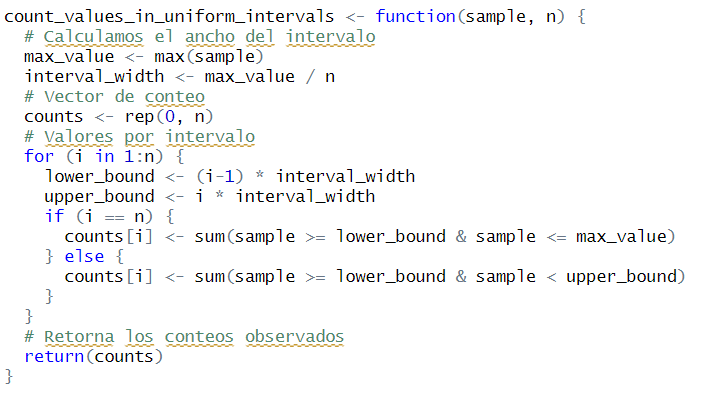 count_values_in_uniform_intervals <- function(sample, n) {
  # Calculamos el ancho del intervalo
  max_value <- max(sample)
  interval_width <- max_value / n
  # Vector de conteo
  counts <- rep(0, n)
  # Valores por intervalo
  for (i in 1:n) {
    lower_bound <- (i-1) * interval_width
    upper_bound <- i * interval_width
    if (i == n) {
      counts[i] <- sum(sample >= lower_bound & sample <= max_value)
    } else {
      counts[i] <- sum(sample >= lower_bound & sample < upper_bound)
    }
  }
  # Retorna los conteos observados
  return(counts)
}